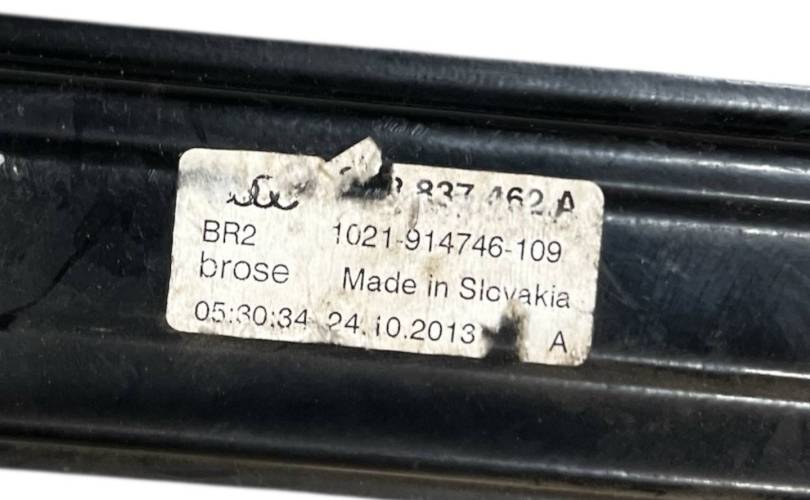 837 462 A
BR2 1021-914746-109
brose Made in Slovakia
05:30:34 24.10.2013 A